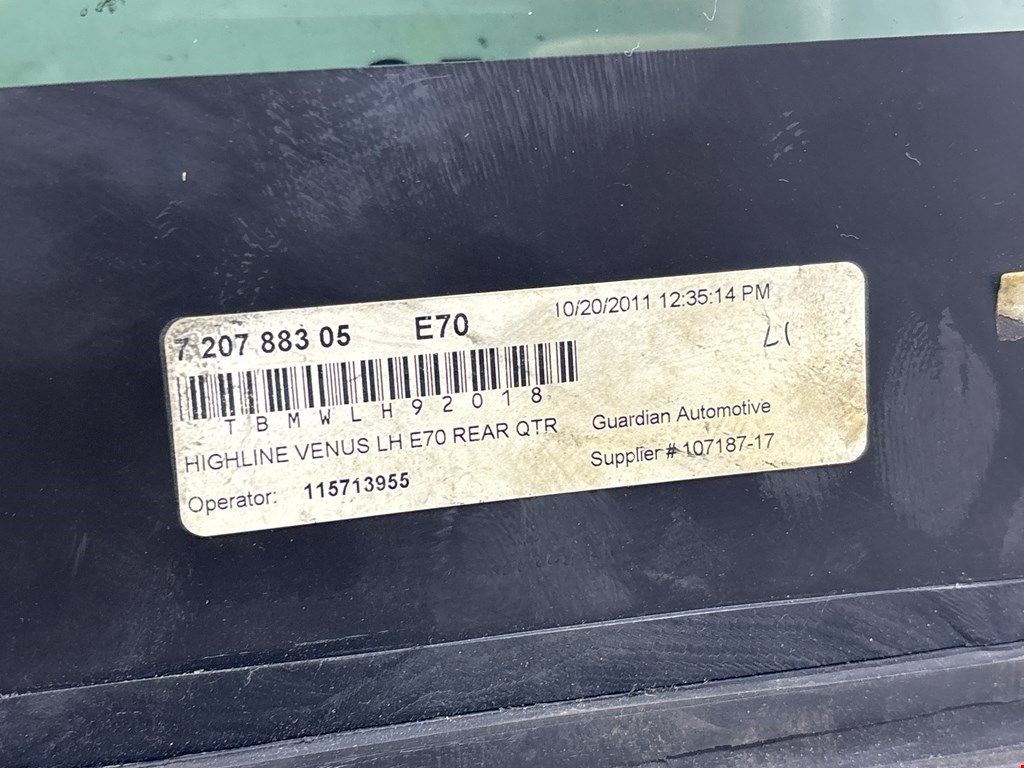 7 207 883 05 E70 10/20/2011 12:35:14 PM
TBMWLH92018
HIGHLINE VENUS LH E70 REAR QTR
Guardian Automotive
Operator: 115713955
Supplier # 107187-17